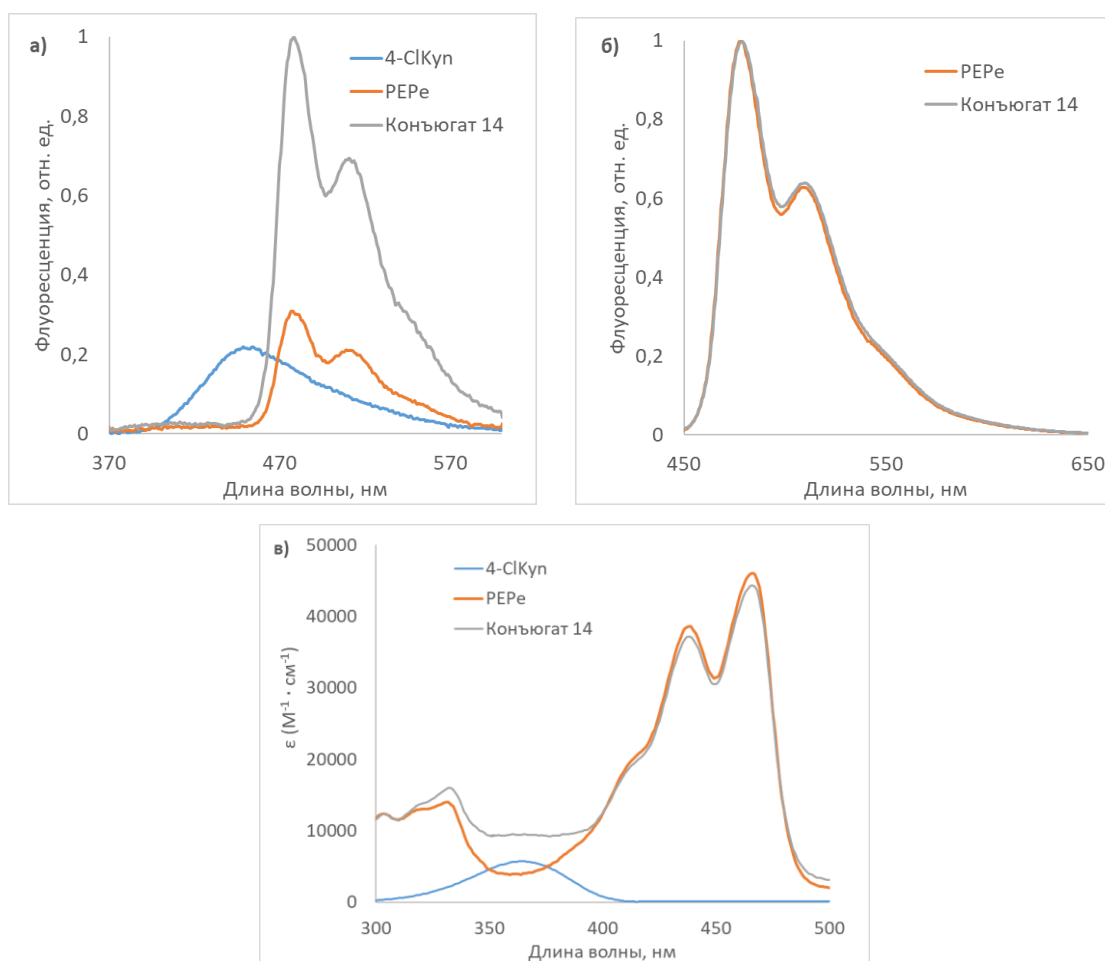 а)
4-ClKyn
PEPe
Конъюгат 14
Флуоресценция, отн. ед.
1
0,8
0,6
0,4
0,2
0
370
470
570
Длина волны, нм
б)
PEPe
Конъюгат 14
Флуоресценция, отн. ед.
1
0,8
0,6
0,4
0,2
0
450
550
650
Длина волны, нм
в)
4-ClKyn
PEPe
Конъюгат 14
ε (M⁻¹ · см⁻¹)
50000
40000
30000
20000
10000
0
300
350
400
450
500
Длина волны, нм